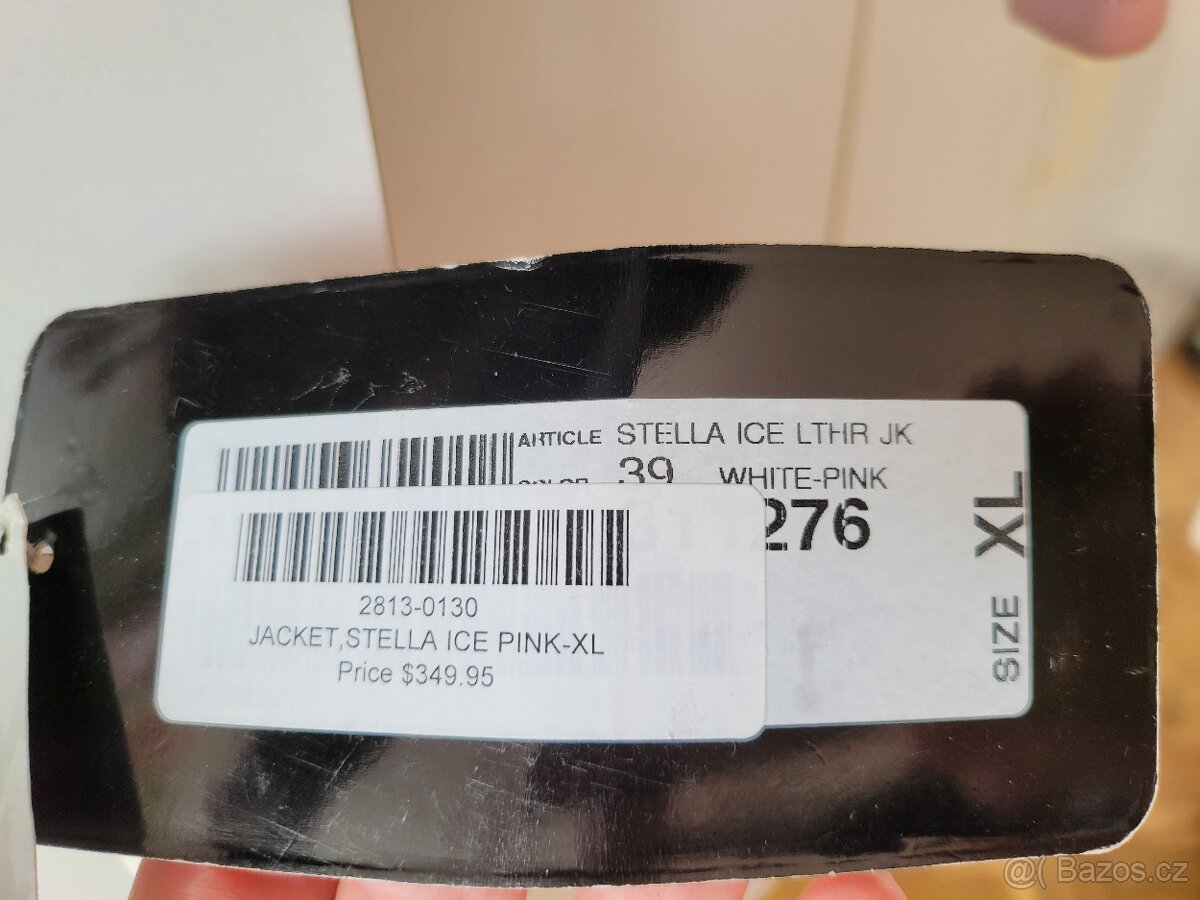 ARTICLE STELLA ICE LTHR JK
COLOR 39 WHITE-PINK
276
SIZE XL
2813-0130
JACKET,STELLA ICE PINK-XL
Price $349.95
@( Bazos.cz